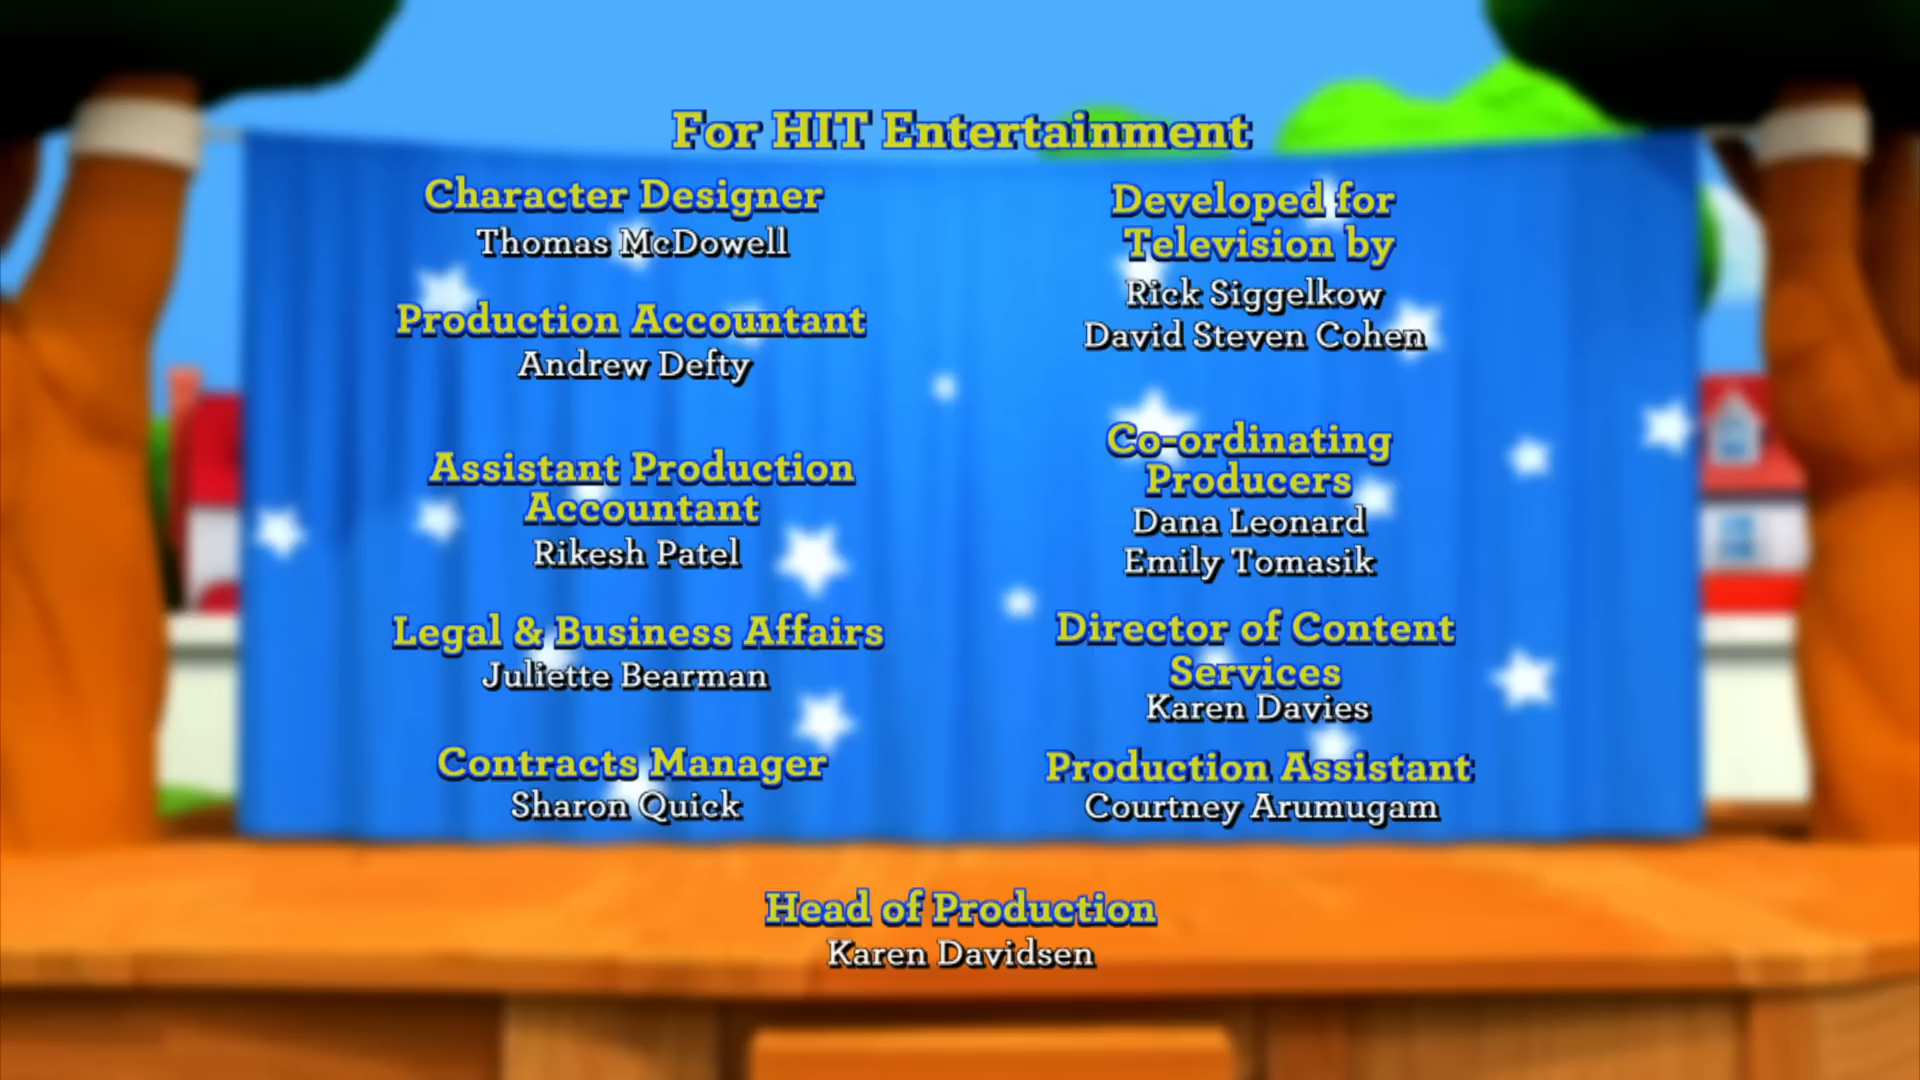 For HIT Entertainment
Character Designer
Thomas McDowell
Production Accountant
Andrew Defty
Assistant Production
Accountant
Rikesh Patel
Legal & Business Affairs
Juliette Bearman
Contracts Manager
Sharon Quick
Developed for
Television by
Rick Siggelkow
David Steven Cohen
Co-ordinating
Producers
Dana Leonard
Emily Tomasik
Director of Content
Services
Karen Davies
Production Assistant
Courtney Arumugam
Head of Production
Karen Davidsen